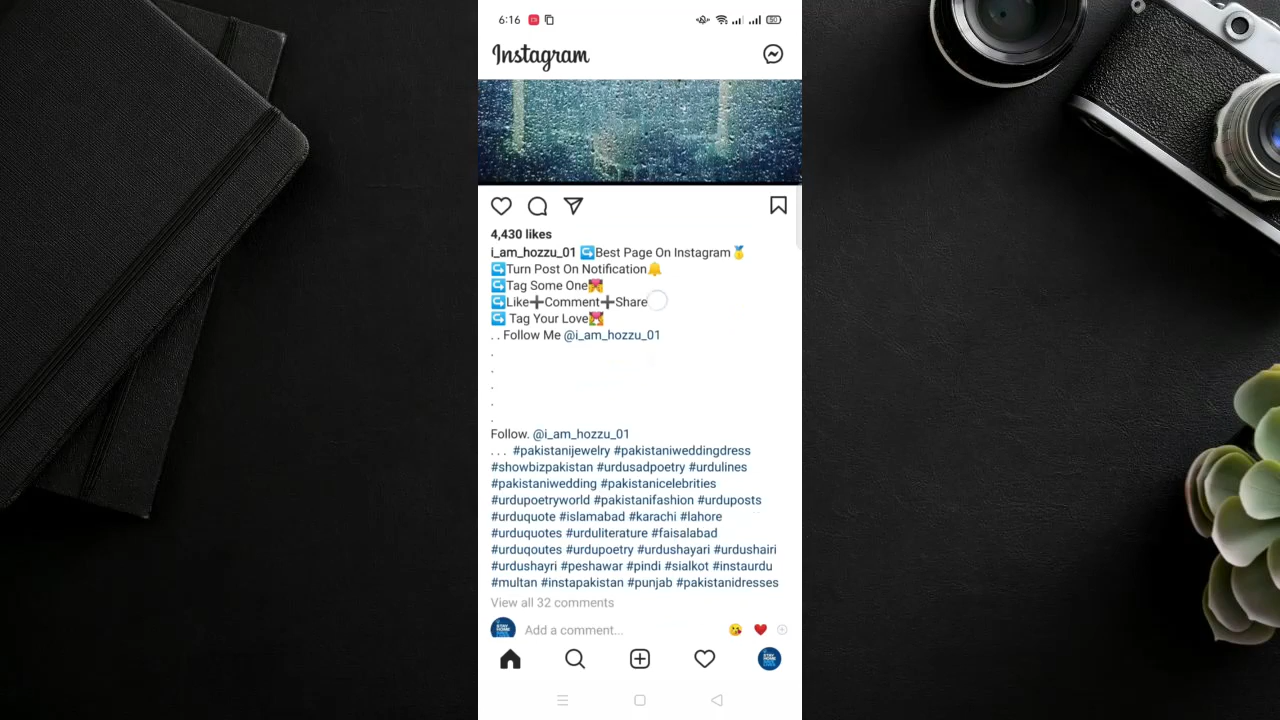 6:16
Instagram
4,430 likes
i_am_hozzu_01 ↪️Best Page On Instagram🥇
↪️Turn Post On Notification🔔
↪️Tag Some One💏
↪️Like➕Comment➕Share
↪️ Tag Your Love💏
. . Follow Me @i_am_hozzu_01
.
.
.
.
.
Follow. @i_am_hozzu_01
. . . #pakistanijewelry #pakistaniweddingdress
#showbizpakistan #urdusadpoetry #urdulines
#pakistaniwedding #pakistanicelebrities
#urdupoetryworld #pakistanifashion #urduposts
#urduquote #islamabad #karachi #lahore
#urduquotes #urduliterature #faisalabad
#urduqoutes #urdupoetry #urdushayari #urdushairi
#urdushayri #peshawar #pindi #sialkot #instaurdu
#multan #instapakistan #punjab #pakistanidresses
View all 32 comments
Add a comment...